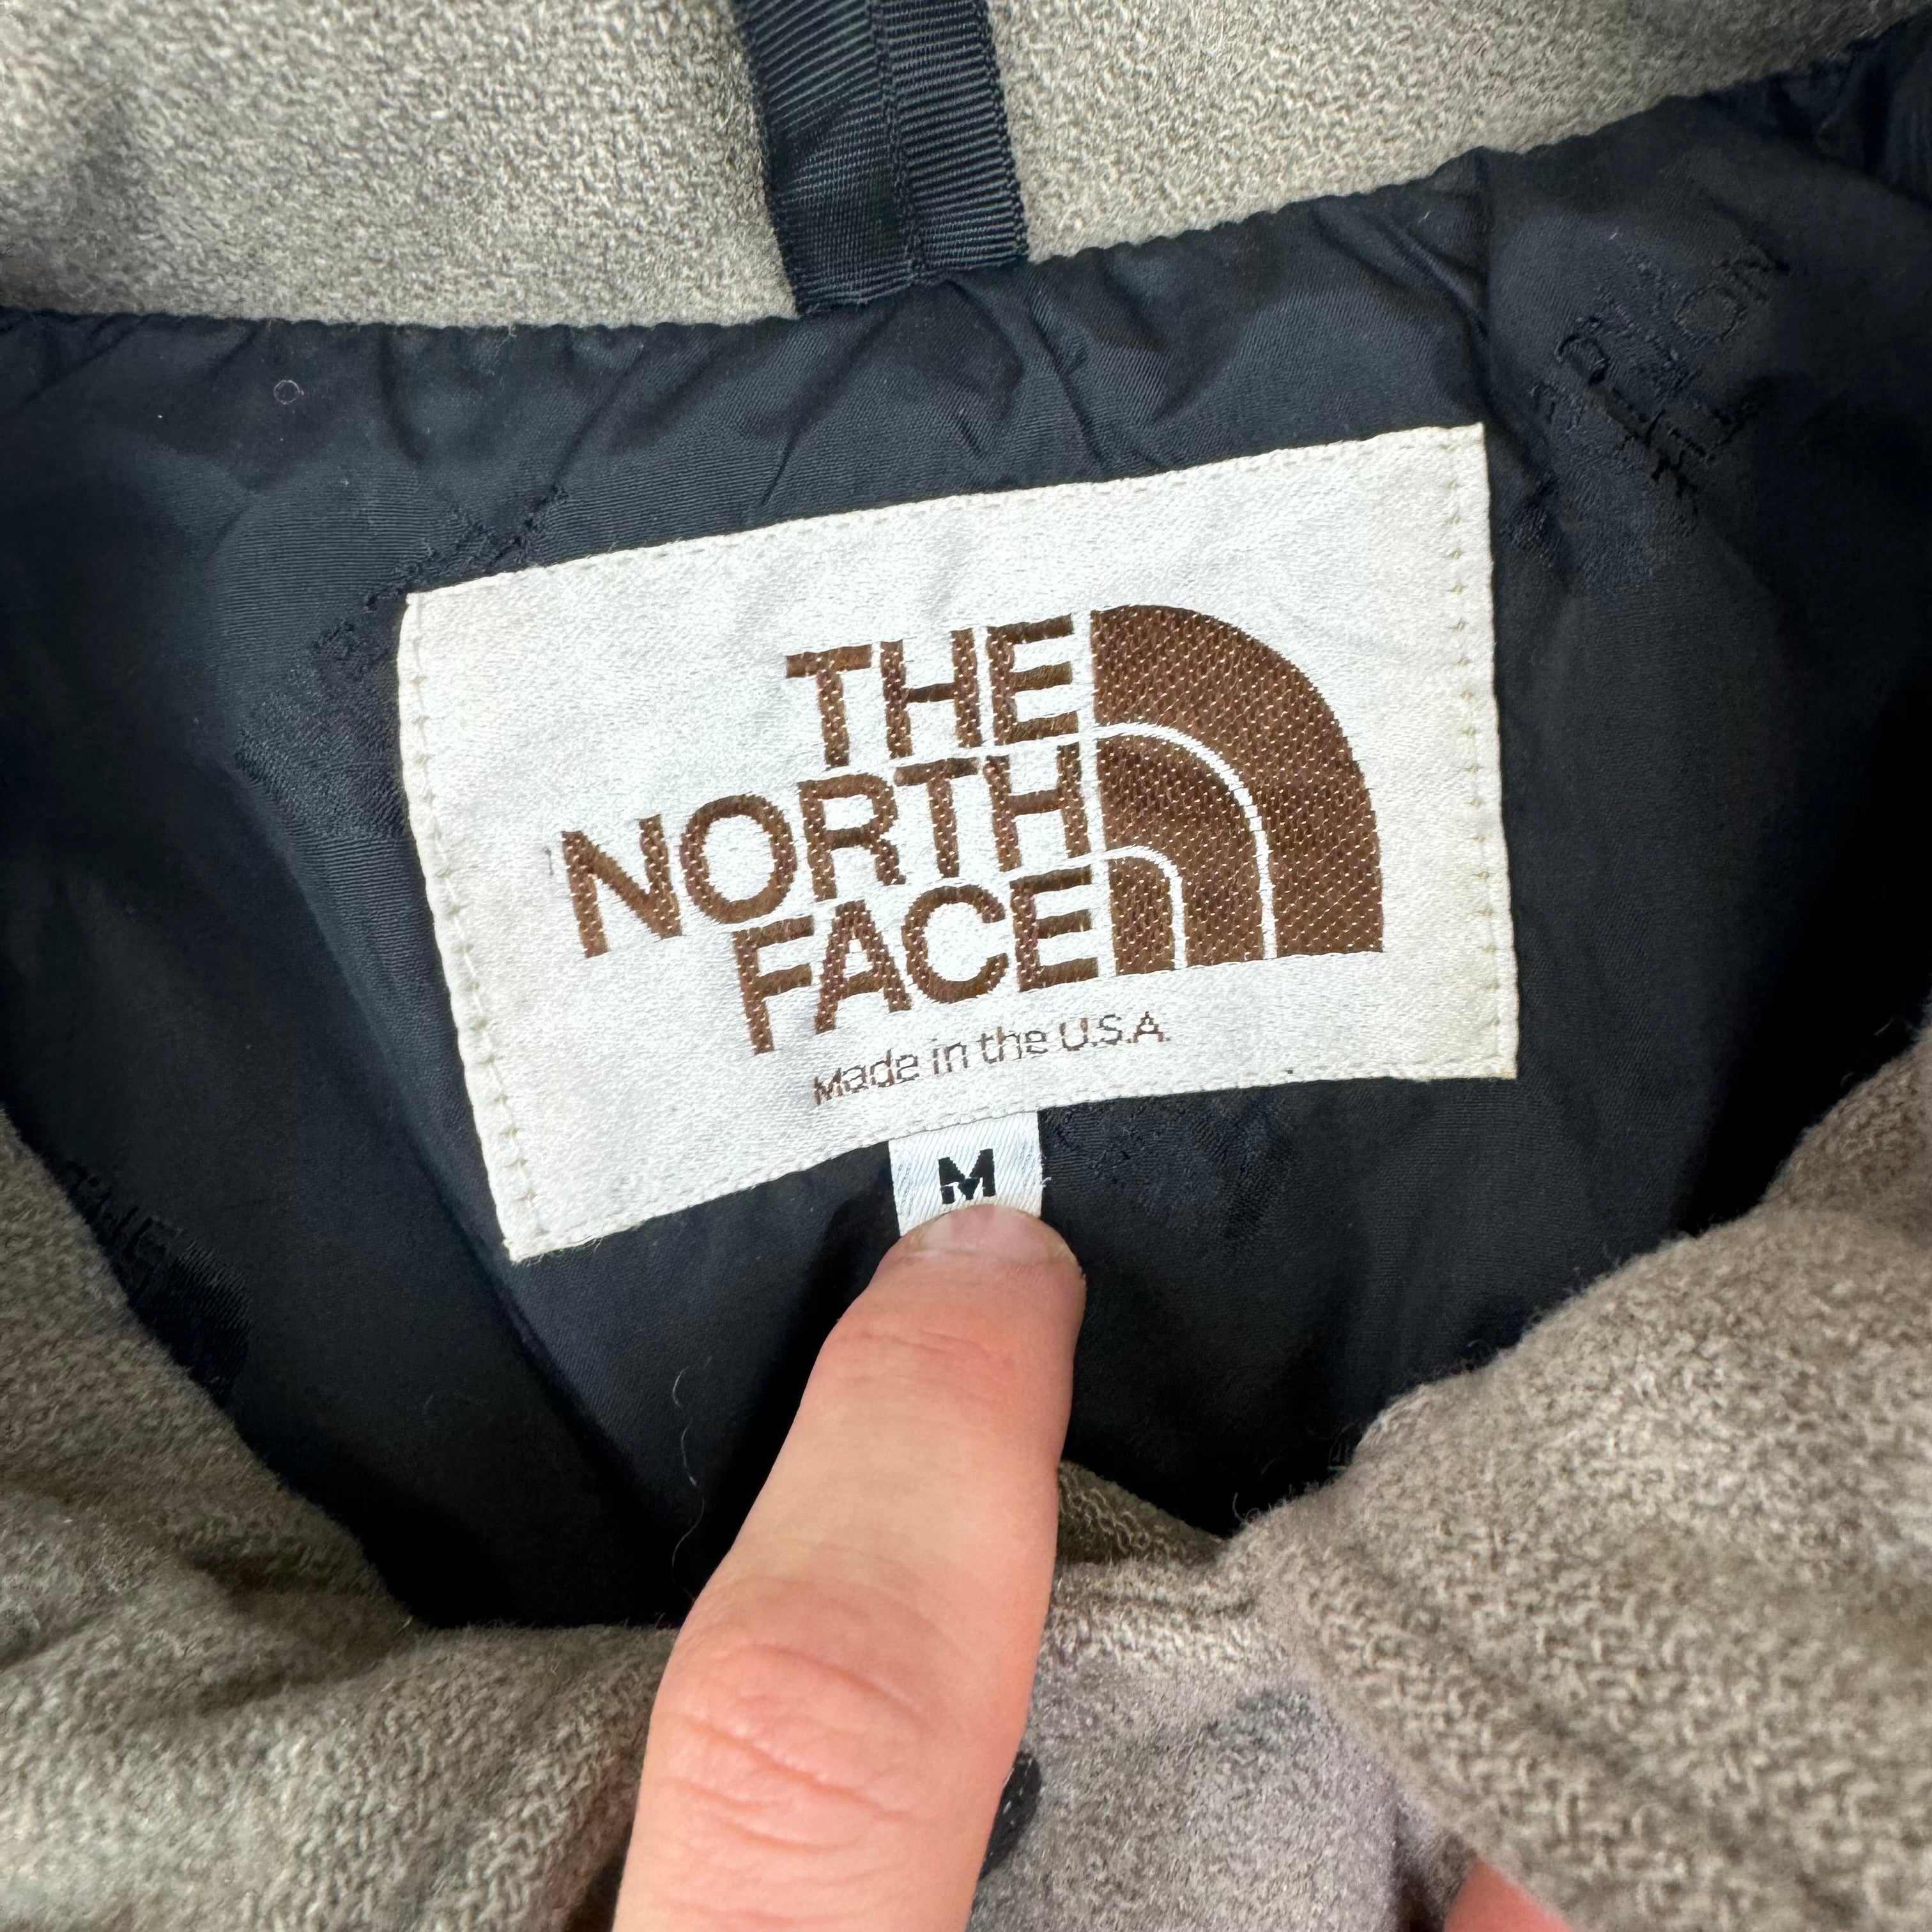 THE
NORTH
FACE
Made in the U.S.A.
M